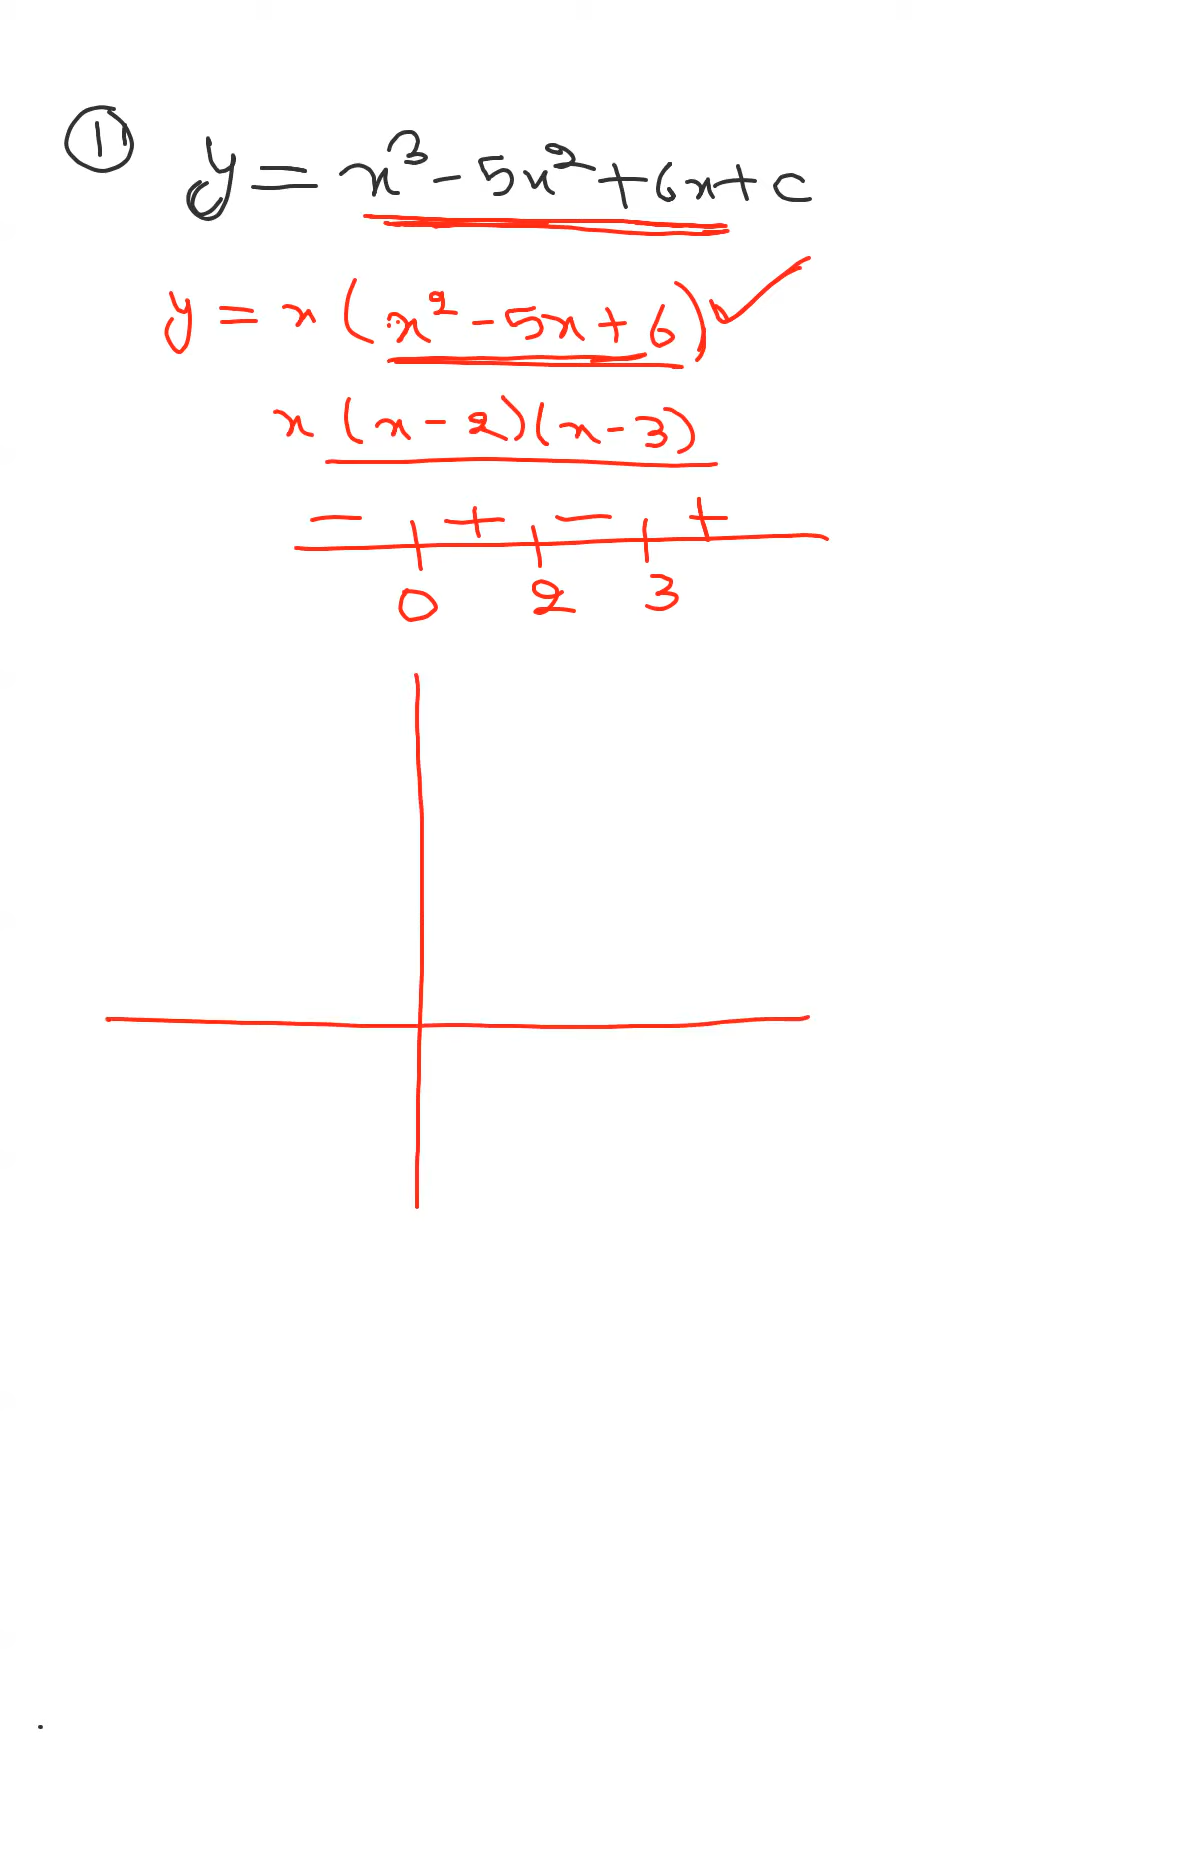 ① y = x³ - 5x² + 6x + c
y = x (x² - 5x + 6) ✓
x (x - 2)(x - 3)
- + - +
0 2 3